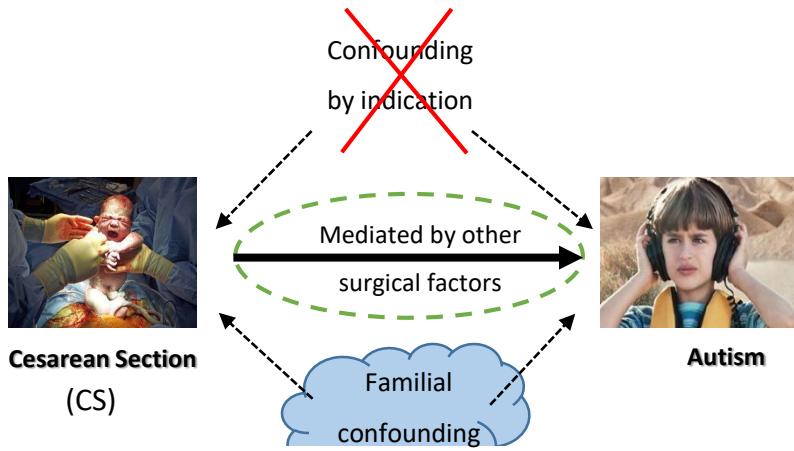 Confounding
by indication
Mediated by other
surgical factors
Cesarean Section
(CS)
Autism
Familial
confounding